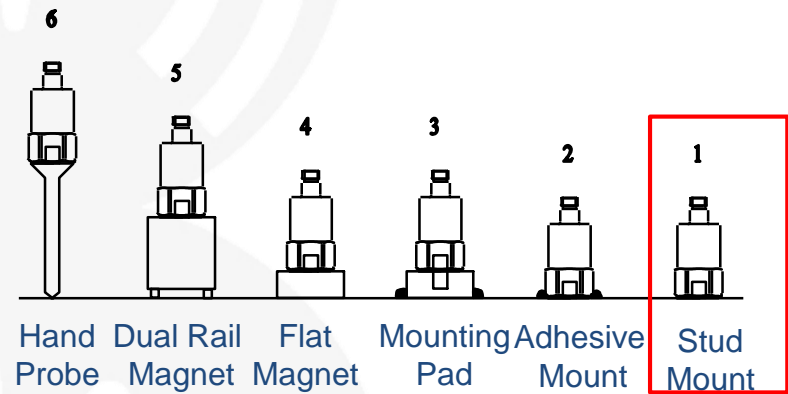 6
5
4
3
2
1
Hand Probe
Dual Rail Magnet
Flat Magnet
Mounting Pad
Adhesive Mount
Stud Mount